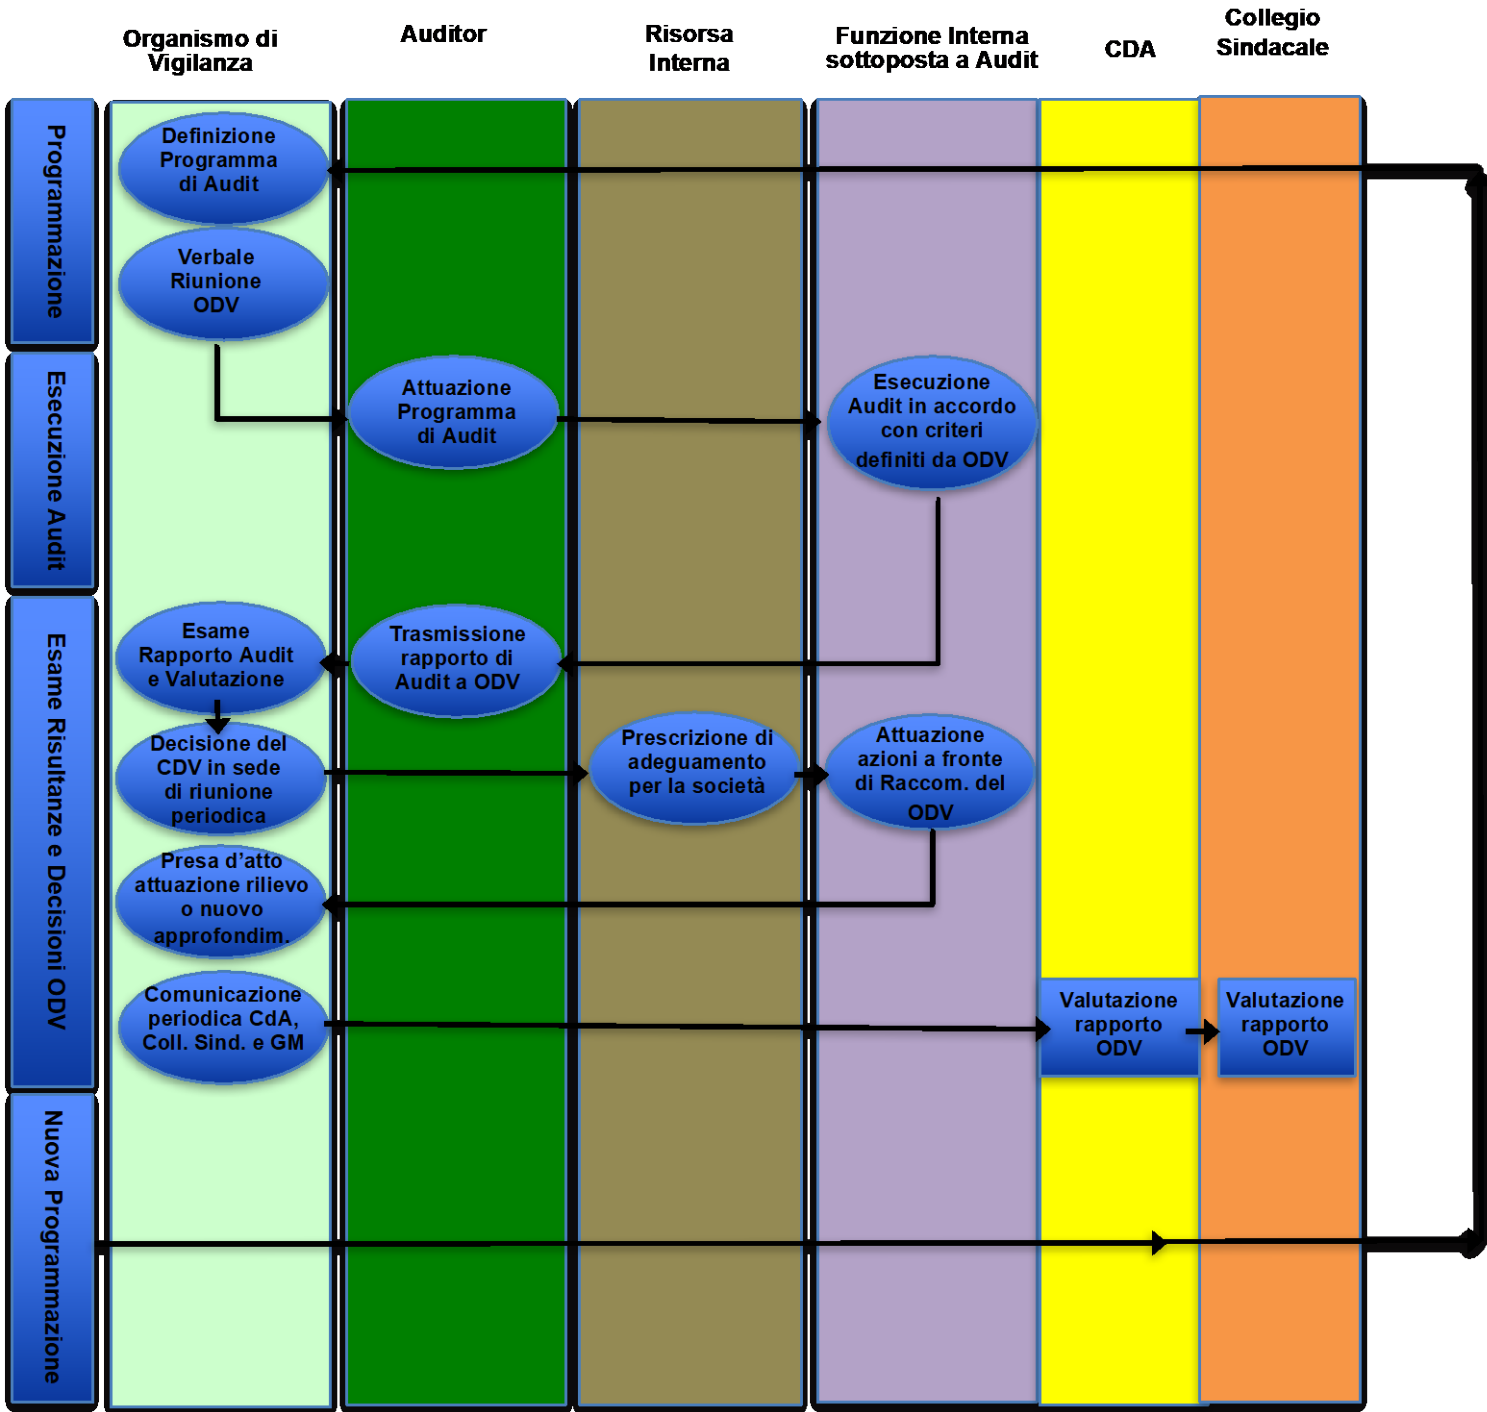 Organismo di
Vigilanza
Auditor
Risorsa
Interna
Funzione Interna
sottoposta a Audit
CDA
Collegio
Sindacale
Programmazione
Definizione
Programma
di Audit
Verbale
Riunione
ODV
Esecuzione Audit
Attuazione
Programma
di Audit
Esecuzione
Audit in accordo
con criteri
definiti da ODV
Esame Risultanze e Decisioni ODV
Esame
Rapporto Audit
e Valutazione
Trasmissione
rapporto di
Audit a ODV
Decisione del
CDV in sede
di riunione
periodica
Prescrizione di
adeguamento
per la società
Attuazione
azioni a fronte
di Raccom. del
ODV
Presa d’atto
attuazione rilievo
o nuovo
approfondim.
Comunicazione
periodica CdA,
Coll. Sind. e GM
Valutazione
rapporto
ODV
Valutazione
rapporto
ODV
Nuova Programmazione